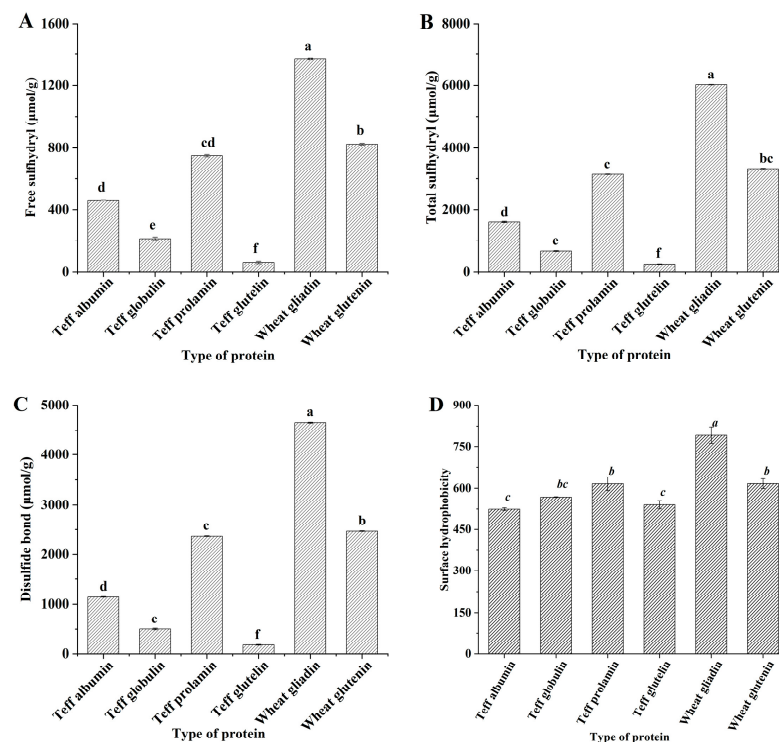 A
1600
1200
800
400
0
Free sulfhydryl (μmol/g)
d
e
cd
f
a
b
Teff albumin
Teff globulin
Teff prolamin
Teff glutelin
Wheat gliadin
Wheat glutenin
Type of protein
B
8000
6000
4000
2000
0
Total sulfhydryl (μmol/g)
d
c
c
f
a
bc
Teff albumin
Teff globulin
Teff prolamin
Teff glutelin
Wheat gliadin
Wheat glutenin
Type of protein
C
5000
4000
3000
2000
1000
0
Disulfide bond (μmol/g)
d
c
c
f
a
b
Teff albumin
Teff globulin
Teff prolamin
Teff glutelin
Wheat gliadin
Wheat glutenin
Type of protein
D
900
750
600
450
300
150
0
Surface hydrophobicity
c
bc
b
c
a
b
Teff albumin
Teff globulin
Teff prolamin
Teff glutelin
Wheat gliadin
Wheat glutenin
Type of protein